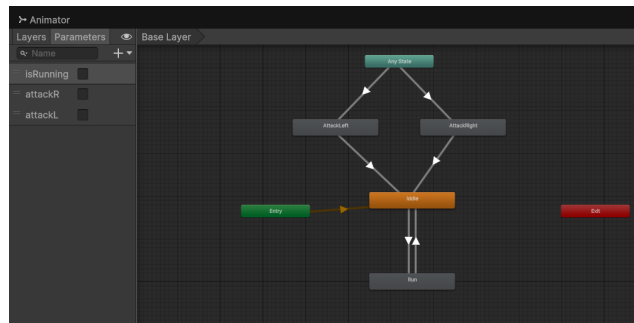 Animator
Layers Parameters Base Layer
Name
isRunning
attackR
attackL
Any State
AttackLeft
AttackRight
Idle
Entry
Exit
Run